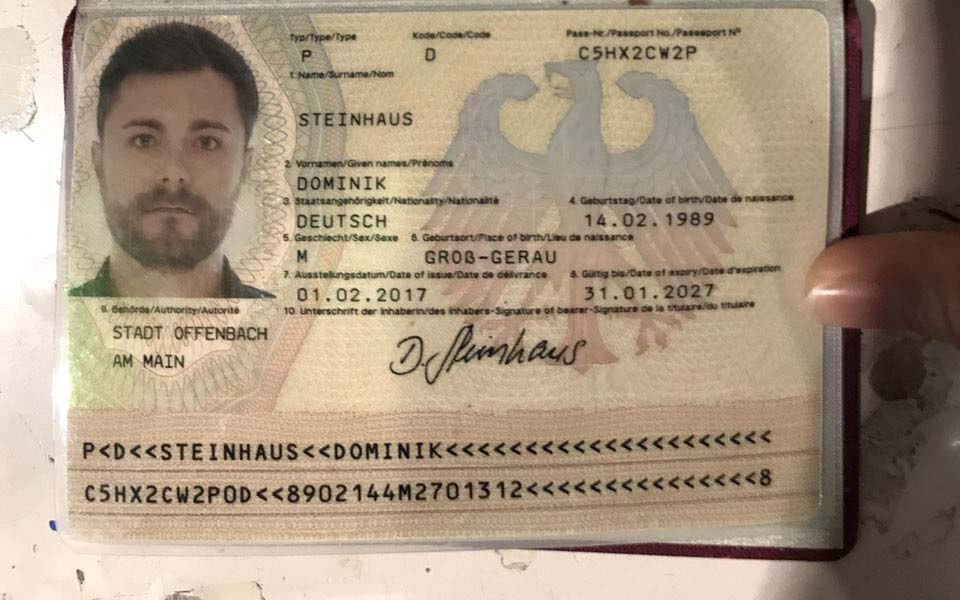 Typ/Type/Type Kode/Code/Code Pass-Nr./Passport No./Passeport N°
P D C5HX2CW2P
1. Name/Surname/Nom
STEINHAUS
2. Vornamen/Given names/Prénoms
DOMINIK
3. Staatsangehörigkeit/Nationality/Nationalité 4. Geburtstag/Date of birth/Date de naissance
DEUTSCH 14.02.1989
5. Geschlecht/Sex/Sexe 6. Geburtsort/Place of birth/Lieu de naissance
M GROß-GERAU
7. Ausstellungsdatum/Date of issue/Date de délivrance 8. Gültig bis/Date of expiry/Date d'expiration
01.02.2017 31.01.2027
9. Behörde/Authority/Autorité 10. Unterschrift der Inhaberin/des Inhabers-Signature of bearer-Signature de la titulaire/du titulaire
STADT OFFENBACH
AM MAIN
D. Steinhaus
P<D<<STEINHAUS<<DOMINIK<<<<<<<<<<<<<<<<<<<<<<
C5HX2CW2POD<<8902144M2701312<<<<<<<<<<<<<<<8